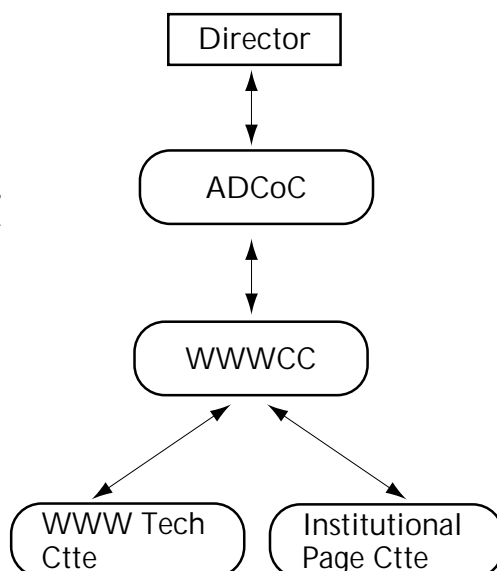 Director
ADCoC
WWWCC
WWW Tech
Ctte
Institutional
Page Ctte